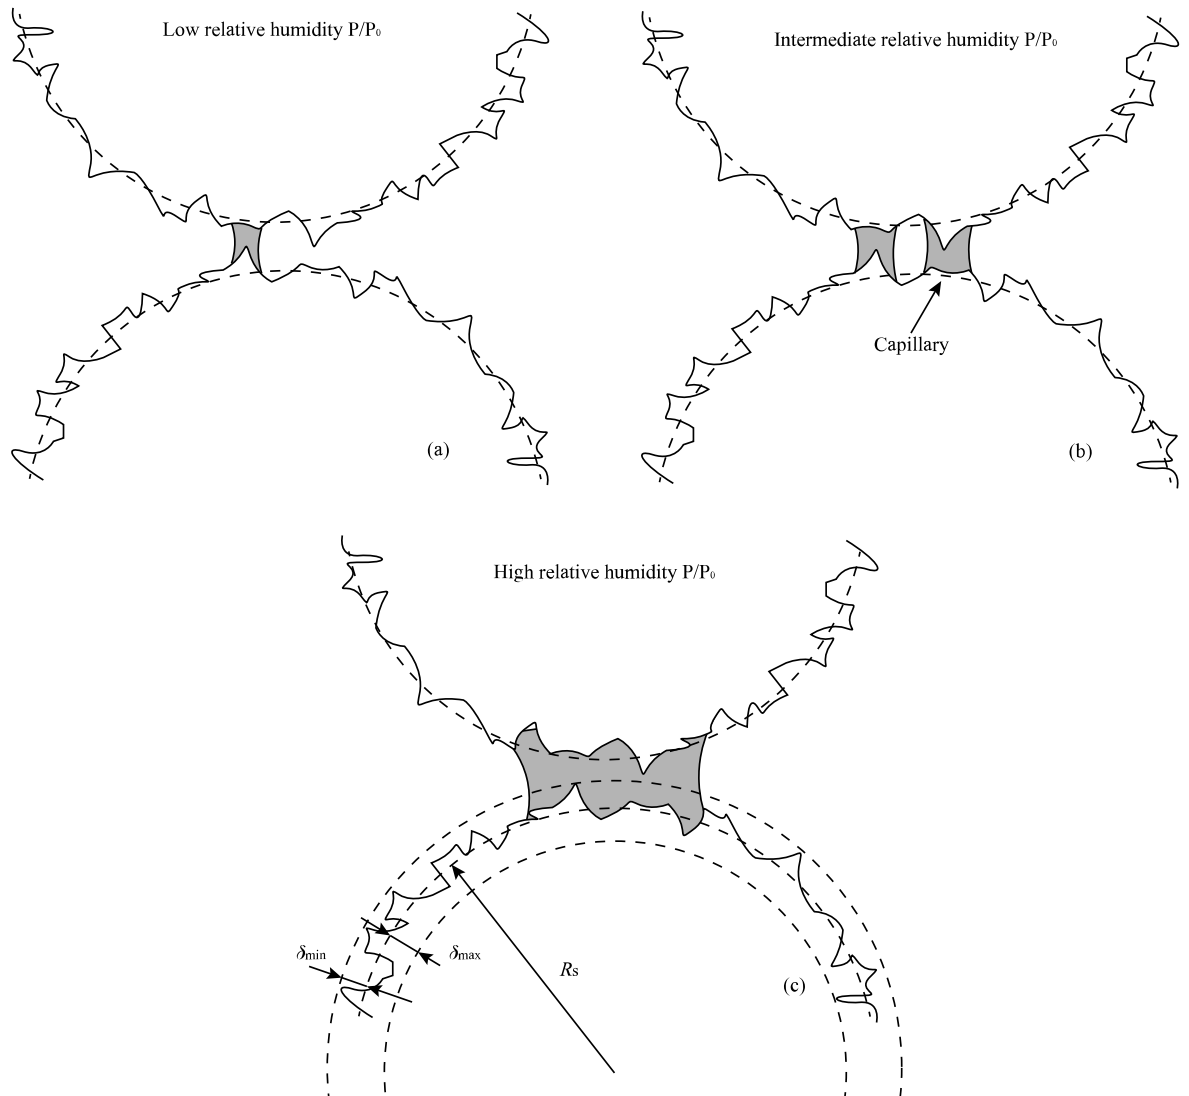 Low relative humidity P/P₀
Intermediate relative humidity P/P₀
Capillary
(a)
(b)
High relative humidity P/P₀
δmin
δmax
Rs
(c)